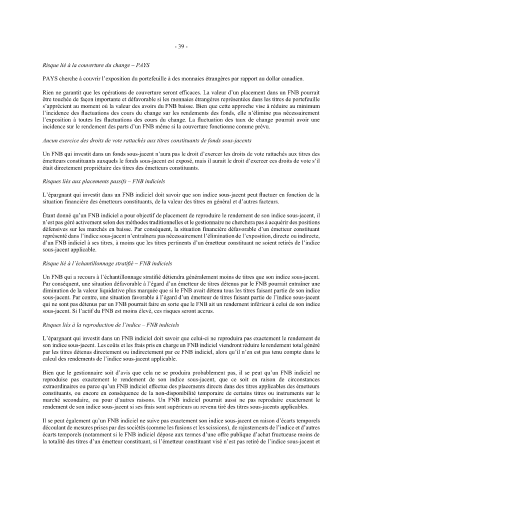 - 39 -
Risque lié à la couverture du change – PAYS
PAYS cherche à couvrir l'exposition du portefeuille à des monnaies étrangères par rapport au dollar canadien.
Rien ne garantit que les opérations de couverture seront efficaces. La valeur d'un placement dans un FNB pourrait
être touchée de façon importante et défavorable si les monnaies étrangères représentées dans les titres de portefeuille
s'apprécient au moment où la valeur des avoirs du FNB baisse. Bien que cette approche vise à réduire au minimum
l'incidence des fluctuations des cours du change sur les rendements des fonds, elle n'élimine pas nécessairement
l'exposition à toutes les fluctuations des cours du change. La fluctuation des taux de change pourrait avoir une
incidence sur le rendement des parts d'un FNB même si la couverture fonctionne comme prévu.
Aucun exercice des droits de vote rattachés aux titres constituants de fonds sous-jacents
Un FNB qui investit dans un fonds sous-jacent n'aura pas le droit d'exercer les droits de vote rattachés aux titres des
émetteurs constituants auxquels le fonds sous-jacent est exposé, mais il aurait le droit d'exercer ces droits de vote s'il
était directement propriétaire des titres des émetteurs constituants.
Risques liés aux placements passifs – FNB indiciels
L'épargnant qui investit dans un FNB indiciel doit savoir que son indice sous-jacent peut fluctuer en fonction de la
situation financière des émetteurs constituants, de la valeur des titres en général et d'autres facteurs.
Étant donné qu'un FNB indiciel a pour objectif de placement de reproduire le rendement de son indice sous-jacent, il
n'est pas géré activement selon des méthodes traditionnelles et le gestionnaire ne cherchera pas à acquérir des positions
défensives sur les marchés en baisse. Par conséquent, la situation financière défavorable d'un émetteur constituant
représenté dans l'indice sous-jacent n'entraînera pas nécessairement l'élimination de l'exposition, directe ou indirecte,
d'un FNB indiciel à ses titres, à moins que les titres pertinents d'un émetteur constituant ne soient retirés de l'indice
sous-jacent applicable.
Risque lié à l'échantillonnage stratifié – FNB indiciels
Un FNB qui a recours à l'échantillonnage stratifié détiendra généralement moins de titres que son indice sous-jacent.
Par conséquent, une situation défavorable à l'égard d'un émetteur de titres détenus par le FNB pourrait entraîner une
diminution de la valeur liquidative plus marquée que si le FNB avait détenu tous les titres faisant partie de son indice
sous-jacent. Par contre, une situation favorable à l'égard d'un émetteur de titres faisant partie de l'indice sous-jacent
qui ne sont pas détenus par un FNB pourrait faire en sorte que le FNB ait un rendement inférieur à celui de son indice
sous-jacent. Si l'actif du FNB est moins élevé, ces risques seront accrus.
Risques liés à la reproduction de l'indice – FNB indiciels
L'épargnant qui investit dans un FNB indiciel doit savoir que celui-ci ne reproduira pas exactement le rendement de
son indice sous-jacent. Les coûts et les frais pris en charge un FNB indiciel viendront réduire le rendement total généré
par les titres détenus directement ou indirectement par ce FNB indiciel, alors qu'il n'en est pas tenu compte dans le
calcul des rendements de l'indice sous-jacent applicable.
Bien que le gestionnaire soit d'avis que cela ne se produira probablement pas, il se peut qu'un FNB indiciel ne
reproduise pas exactement le rendement de son indice sous-jacent, que ce soit en raison de circonstances
extraordinaires ou parce qu'un FNB indiciel effectue des placements directs dans des titres applicables des émetteurs
constituants, ou encore en conséquence de la non-disponibilité temporaire de certains titres ou instruments sur le
marché secondaire, ou pour d'autres raisons. Un FNB indiciel pourrait aussi ne pas reproduire exactement le
rendement de son indice sous-jacent si ses frais sont supérieurs au revenu tiré des titres sous-jacents applicables.
Il se peut également qu'un FNB indiciel ne suive pas exactement son indice sous-jacent en raison d'écarts temporels
découlant de mesures prises par des sociétés (comme les fusions et les scissions), de rajustements de l'indice et d'autres
écarts temporels (notamment si le FNB indiciel dépose aux termes d'une offre publique d'achat fructueuse moins de
la totalité des titres d'un émetteur constituant, si l'émetteur constituant visé n'est pas retiré de l'indice sous-jacent et